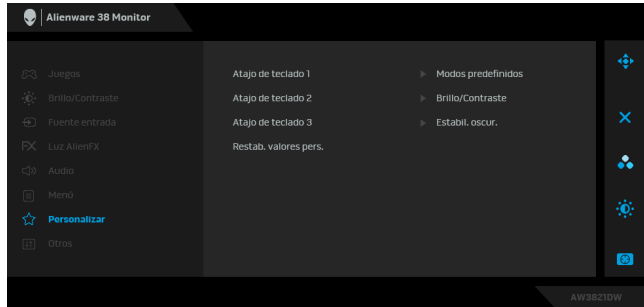 Alienware 38 Monitor
Juegos
Brillo/Contraste
Fuente entrada
FX Luz AlienFX
Audio
Menú
Personalizar
Otros
Atajo de teclado 1 Modos predefinidos
Atajo de teclado 2 Brillo/Contraste
Atajo de teclado 3 Estabil. oscur.
Restab. valores pers.
AW3821DW